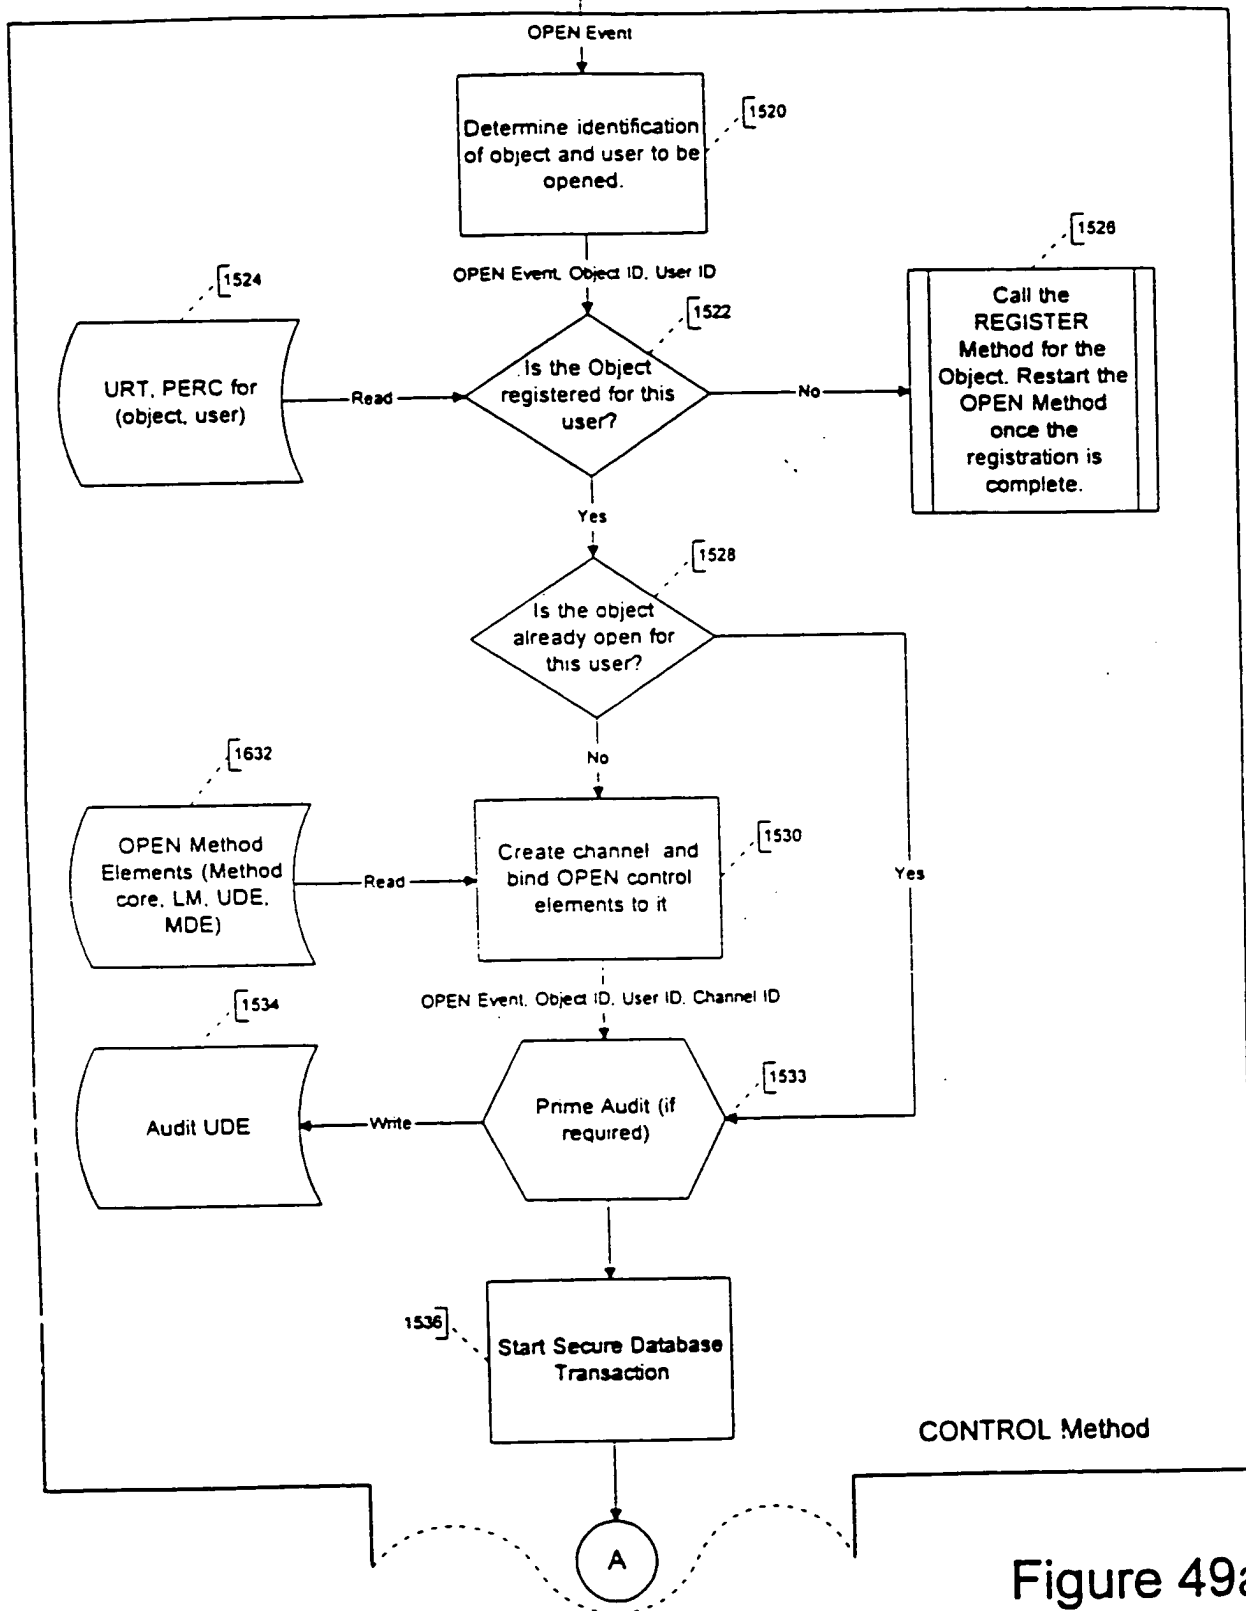 OPEN Event
Determine identification
of object and user to be
opened.
1520
OPEN Event, Object ID, User ID
1524
URT, PERC for
(object, user)
Read
1522
Is the Object
registered for this
user?
No
1526
Call the
REGISTER
Method for the
Object. Restart the
OPEN Method
once the
registration is
complete.
Yes
1528
Is the object
already open for
this user?
No
Yes
1632
OPEN Method
Elements (Method
core, LM, UDE,
MDE)
Read
1530
Create channel and
bind OPEN control
elements to it
OPEN Event, Object ID, User ID, Channel ID
1534
Audit UDE
Write
1533
Prime Audit (if
required)
1536
Start Secure Database
Transaction
CONTROL Method
A
Figure 49a